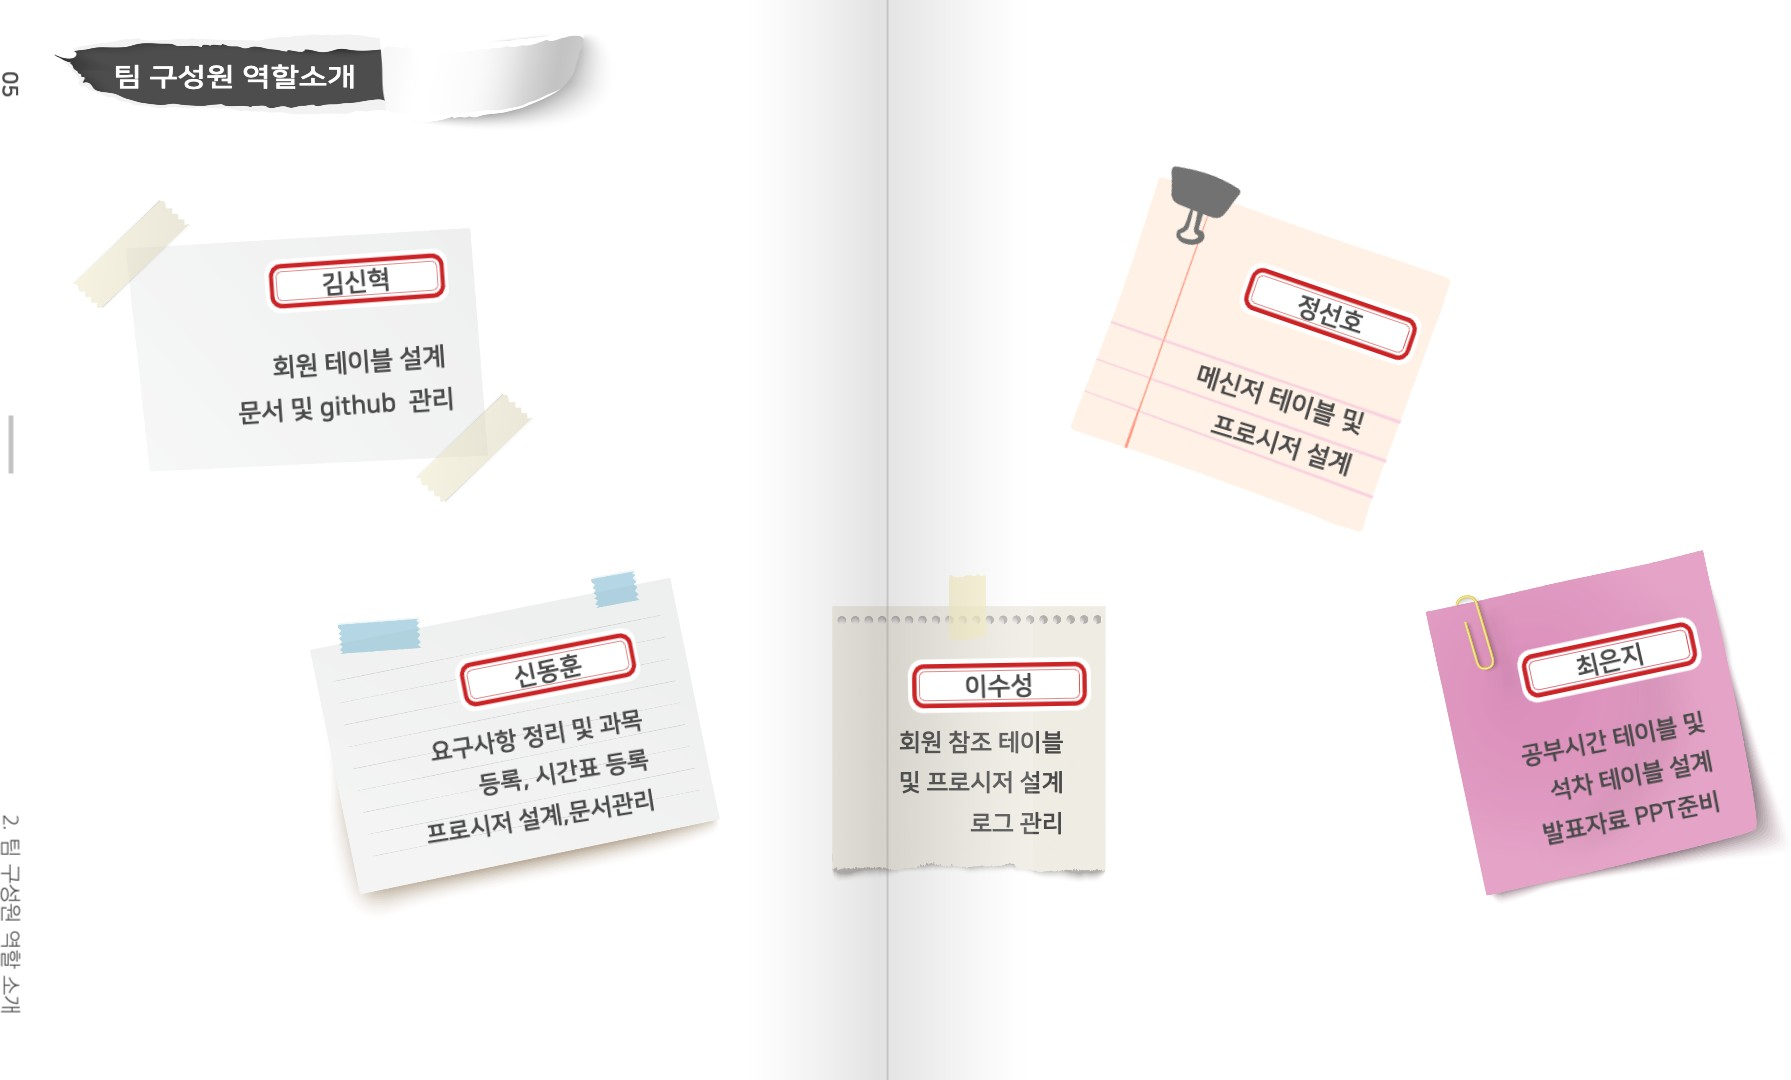 팀 구성원 역할소개
05
김신혁
회원 테이블 설계
문서 및 github 관리
정선호
메신저 테이블 및
프로시저 설계
신동훈
요구사항 정리 및 과목
등록, 시간표 등록
프로시저 설계,문서관리
이수성
회원 참조 테이블
및 프로시저 설계
로그 관리
최은지
공부시간 테이블 및
석차 테이블 설계
발표자료 PPT준비
2. 팀 구성원 역할 소개